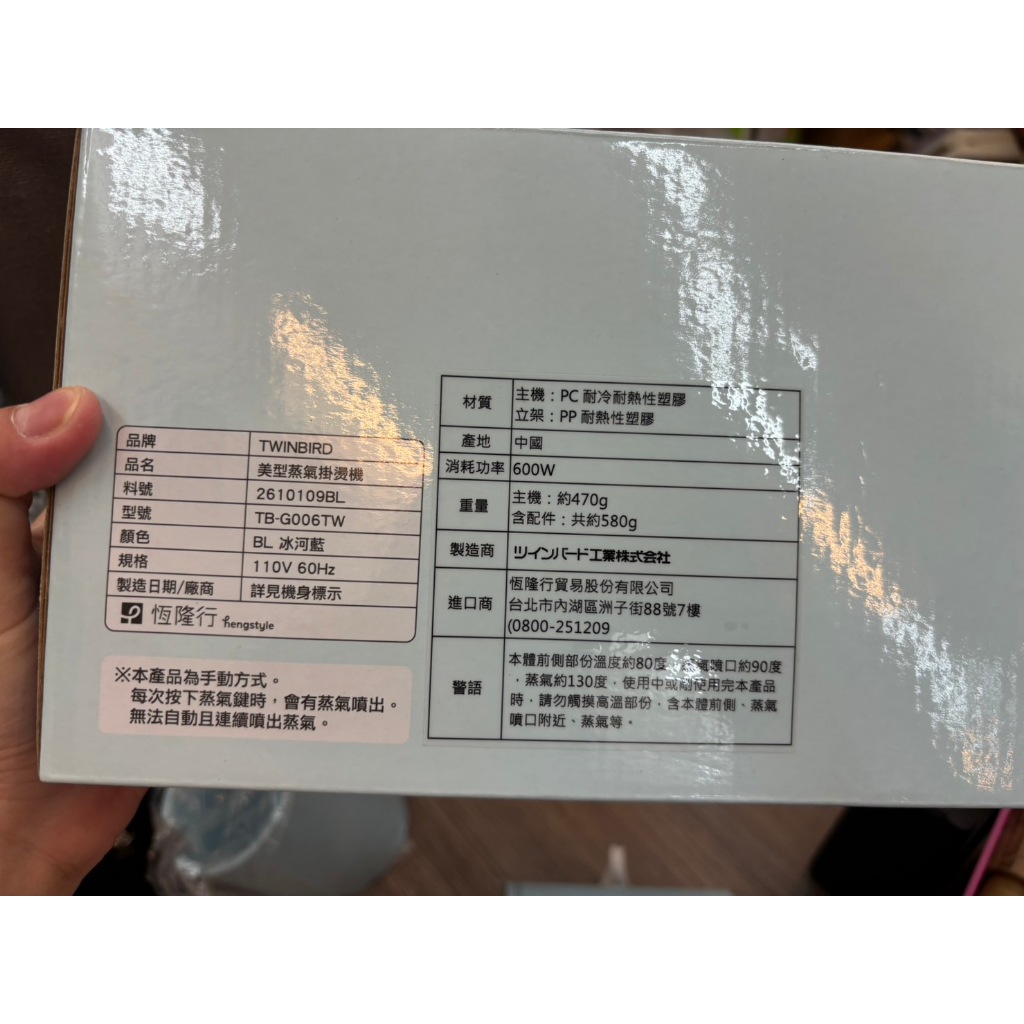 品牌 TWINBIRD
品名 美型蒸氣掛燙機
料號 2610109BL
型號 TB-G006TW
顏色 BL 冰河藍
規格 110V 60Hz
製造日期/廠商 詳見機身標示
恆隆行 hengstyle
※本產品為手動方式。
每次按下蒸氣鍵時，會有蒸氣噴出。
無法自動且連續噴出蒸氣。
材質 主機：PC 耐冷耐熱性塑膠
立架：PP 耐熱性塑膠
產地 中國
消耗功率 600W
重量 主機：約470g
含配件：共約580g
製造商 ツインバード工業株式会社
進口商 恆隆行貿易股份有限公司
台北市內湖區洲子街88號7樓
(0800-251209
警語 本體前側部份溫度約80度、蒸氣噴口約90度
、蒸氣約130度，使用中或剛使用完本產品
時，請勿觸摸高溫部份，含本體前側、蒸氣
噴口附近、蒸氣等。